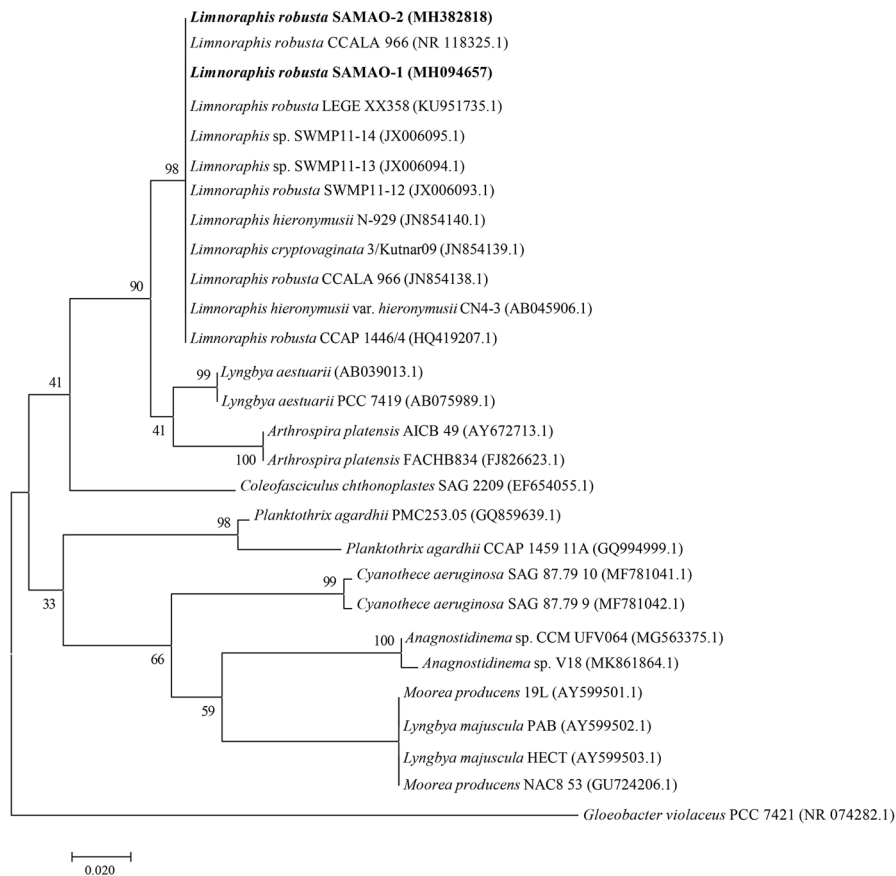 Limnoraphis robusta SAMAO-2 (MH382818)
Limnoraphis robusta CCALA 966 (NR 118325.1)
Limnoraphis robusta SAMAO-1 (MH094657)
Limnoraphis robusta LEGE XX358 (KU951735.1)
Limnoraphis sp. SWMP11-14 (JX006095.1)
Limnoraphis sp. SWMP11-13 (JX006094.1)
98
Limnoraphis robusta SWMP11-12 (JX006093.1)
Limnoraphis hieronymusii N-929 (JN854140.1)
Limnoraphis cryptovaginata 3/Kutnar09 (JN854139.1)
Limnoraphis robusta CCALA 966 (JN854138.1)
90
Limnoraphis hieronymusii var. hieronymusii CN4-3 (AB045906.1)
Limnoraphis robusta CCAP 1446/4 (HQ419207.1)
99
Lyngbya aestuarii (AB039013.1)
41
Lyngbya aestuarii PCC 7419 (AB075989.1)
41
Arthrospira platensis AICB 49 (AY672713.1)
100
Arthrospira platensis FACHB834 (FJ826623.1)
Coleofasciculus chthonoplastes SAG 2209 (EF654055.1)
98
Planktothrix agardhii PMC253.05 (GQ859639.1)
Planktothrix agardhii CCAP 1459 11A (GQ994999.1)
99
Cyanothece aeruginosa SAG 87.79 10 (MF781041.1)
33
Cyanothece aeruginosa SAG 87.79 9 (MF781042.1)
100
Anagnostidinema sp. CCM UFV064 (MG563375.1)
66
Anagnostidinema sp. V18 (MK861864.1)
Moorea producens 19L (AY599501.1)
59
Lyngbya majuscula PAB (AY599502.1)
Lyngbya majuscula HECT (AY599503.1)
Moorea producens NAC8 53 (GU724206.1)
Gloeobacter violaceus PCC 7421 (NR 074282.1)
0.020